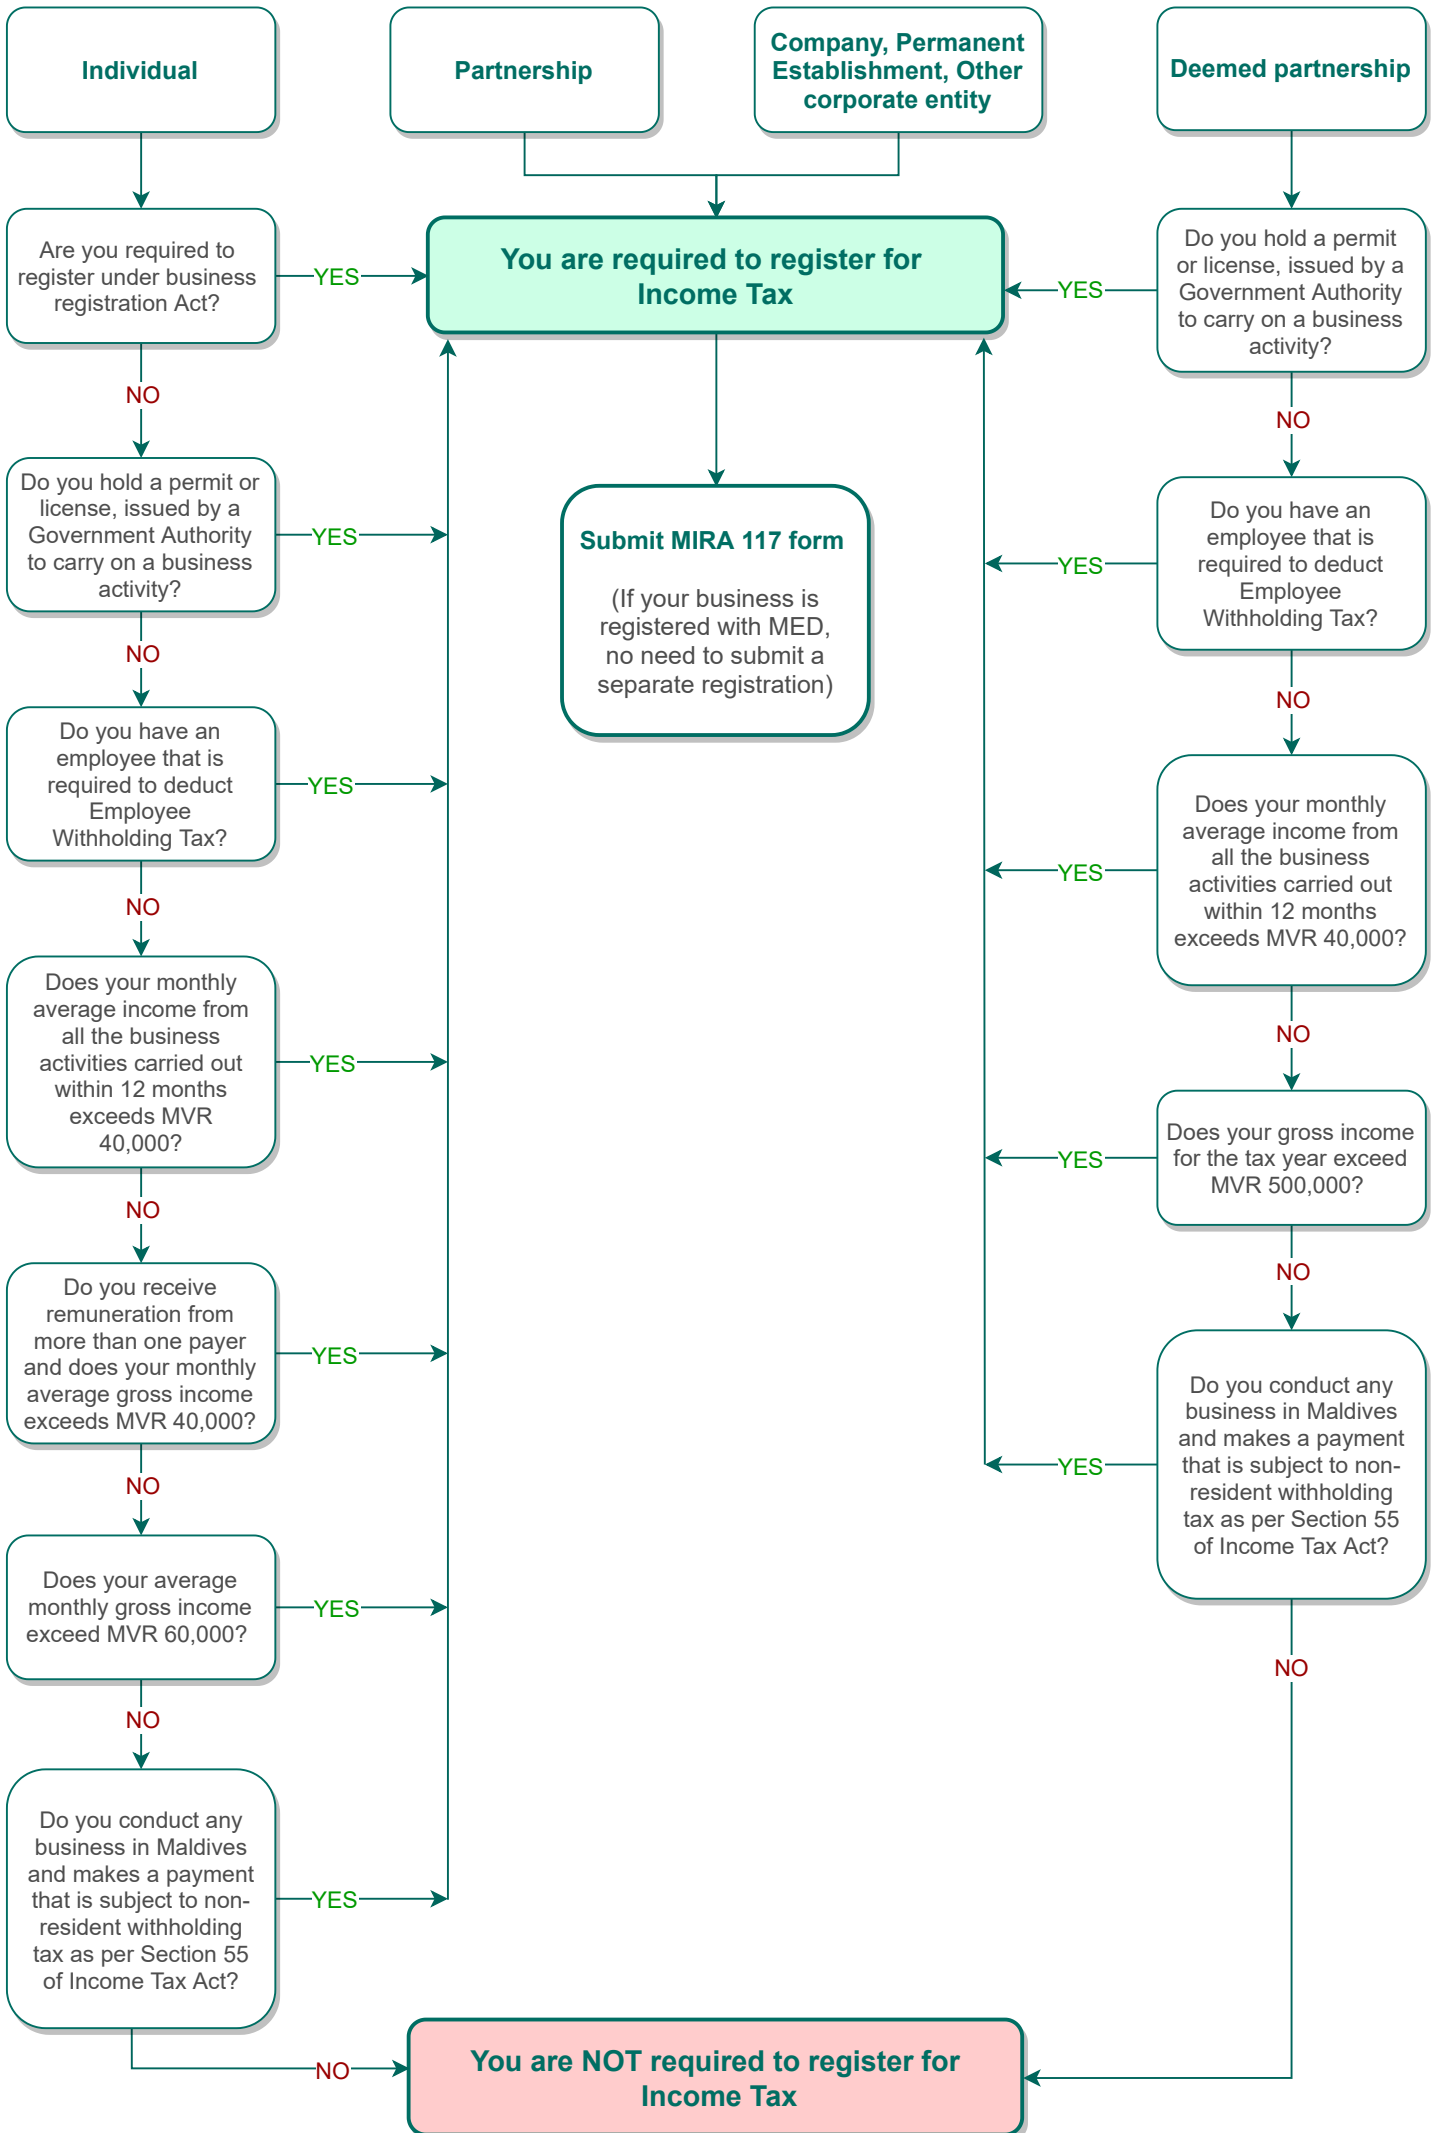 Individual
Partnership
Company, Permanent
Establishment, Other
corporate entity
Deemed partnership
Are you required to
register under business
registration Act?
YES
NO
Do you hold a permit or
license, issued by a
Government Authority
to carry on a business
activity?
YES
NO
Do you have an
employee that is
required to deduct
Employee
Withholding Tax?
YES
NO
Does your monthly
average income from
all the business
activities carried out
within 12 months
exceeds MVR
40,000?
YES
NO
Do you receive
remuneration from
more than one payer
and does your monthly
average gross income
exceeds MVR 40,000?
YES
NO
Does your average
monthly gross income
exceed MVR 60,000?
YES
NO
Do you conduct any
business in Maldives
and makes a payment
that is subject to non-
resident withholding
tax as per Section 55
of Income Tax Act?
YES
NO
You are required to register for
Income Tax
Submit MIRA 117 form
(If your business is
registered with MED,
no need to submit a
separate registration)
Do you hold a permit
or license, issued by a
Government Authority
to carry on a business
activity?
YES
NO
Do you have an
employee that is
required to deduct
Employee
Withholding Tax?
YES
NO
Does your monthly
average income from
all the business
activities carried out
within 12 months
exceeds MVR 40,000?
YES
NO
Does your gross income
for the tax year exceed
MVR 500,000?
YES
NO
Do you conduct any
business in Maldives
and makes a payment
that is subject to non-
resident withholding
tax as per Section 55
of Income Tax Act?
YES
NO
You are NOT required to register for
Income Tax